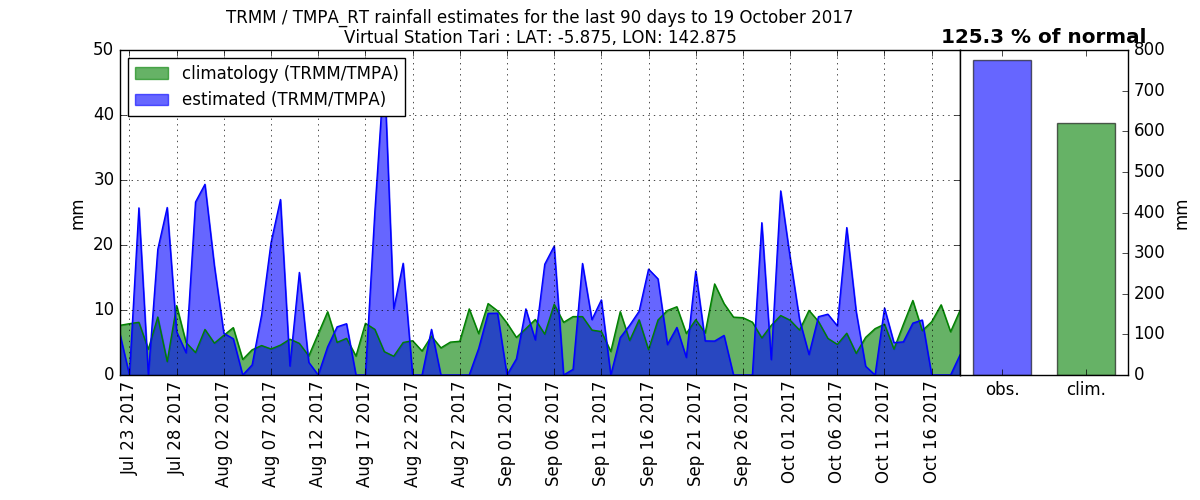 TRMM / TMPA_RT rainfall estimates for the last 90 days to 19 October 2017
Virtual Station Tari : LAT: -5.875, LON: 142.875
125.3 % of normal
climatology (TRMM/TMPA)
estimated (TRMM/TMPA)
mm
50
40
30
20
10
0
Jul 23 2017
Jul 28 2017
Aug 02 2017
Aug 07 2017
Aug 12 2017
Aug 17 2017
Aug 22 2017
Aug 27 2017
Sep 01 2017
Sep 06 2017
Sep 11 2017
Sep 16 2017
Sep 21 2017
Sep 26 2017
Oct 01 2017
Oct 06 2017
Oct 11 2017
Oct 16 2017
obs.
clim.
800
700
600
500
400
300
200
100
0
mm